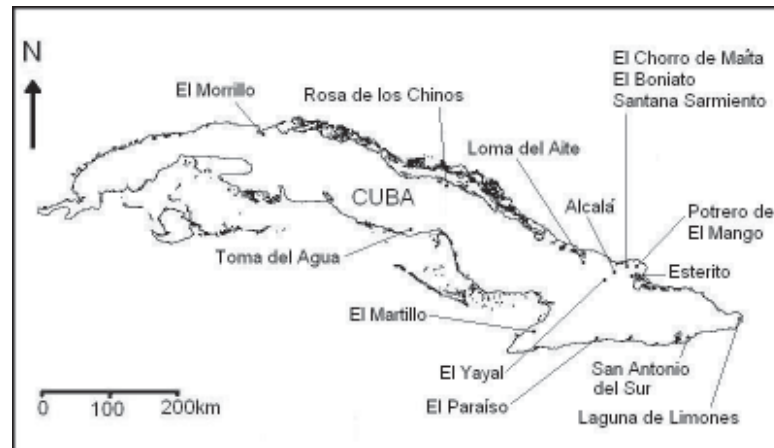 N
El Chorro de Maíta
El Boniato
Santana Sarmiento
El Morrillo
Rosa de los Chinos
Loma del Aite
Alcalá
CUBA
Potrero de
El Mango
Toma del Agua
Esterito
El Martillo
El Yayal
San Antonio
del Sur
El Paraíso
Laguna de Limones
0 100 200km